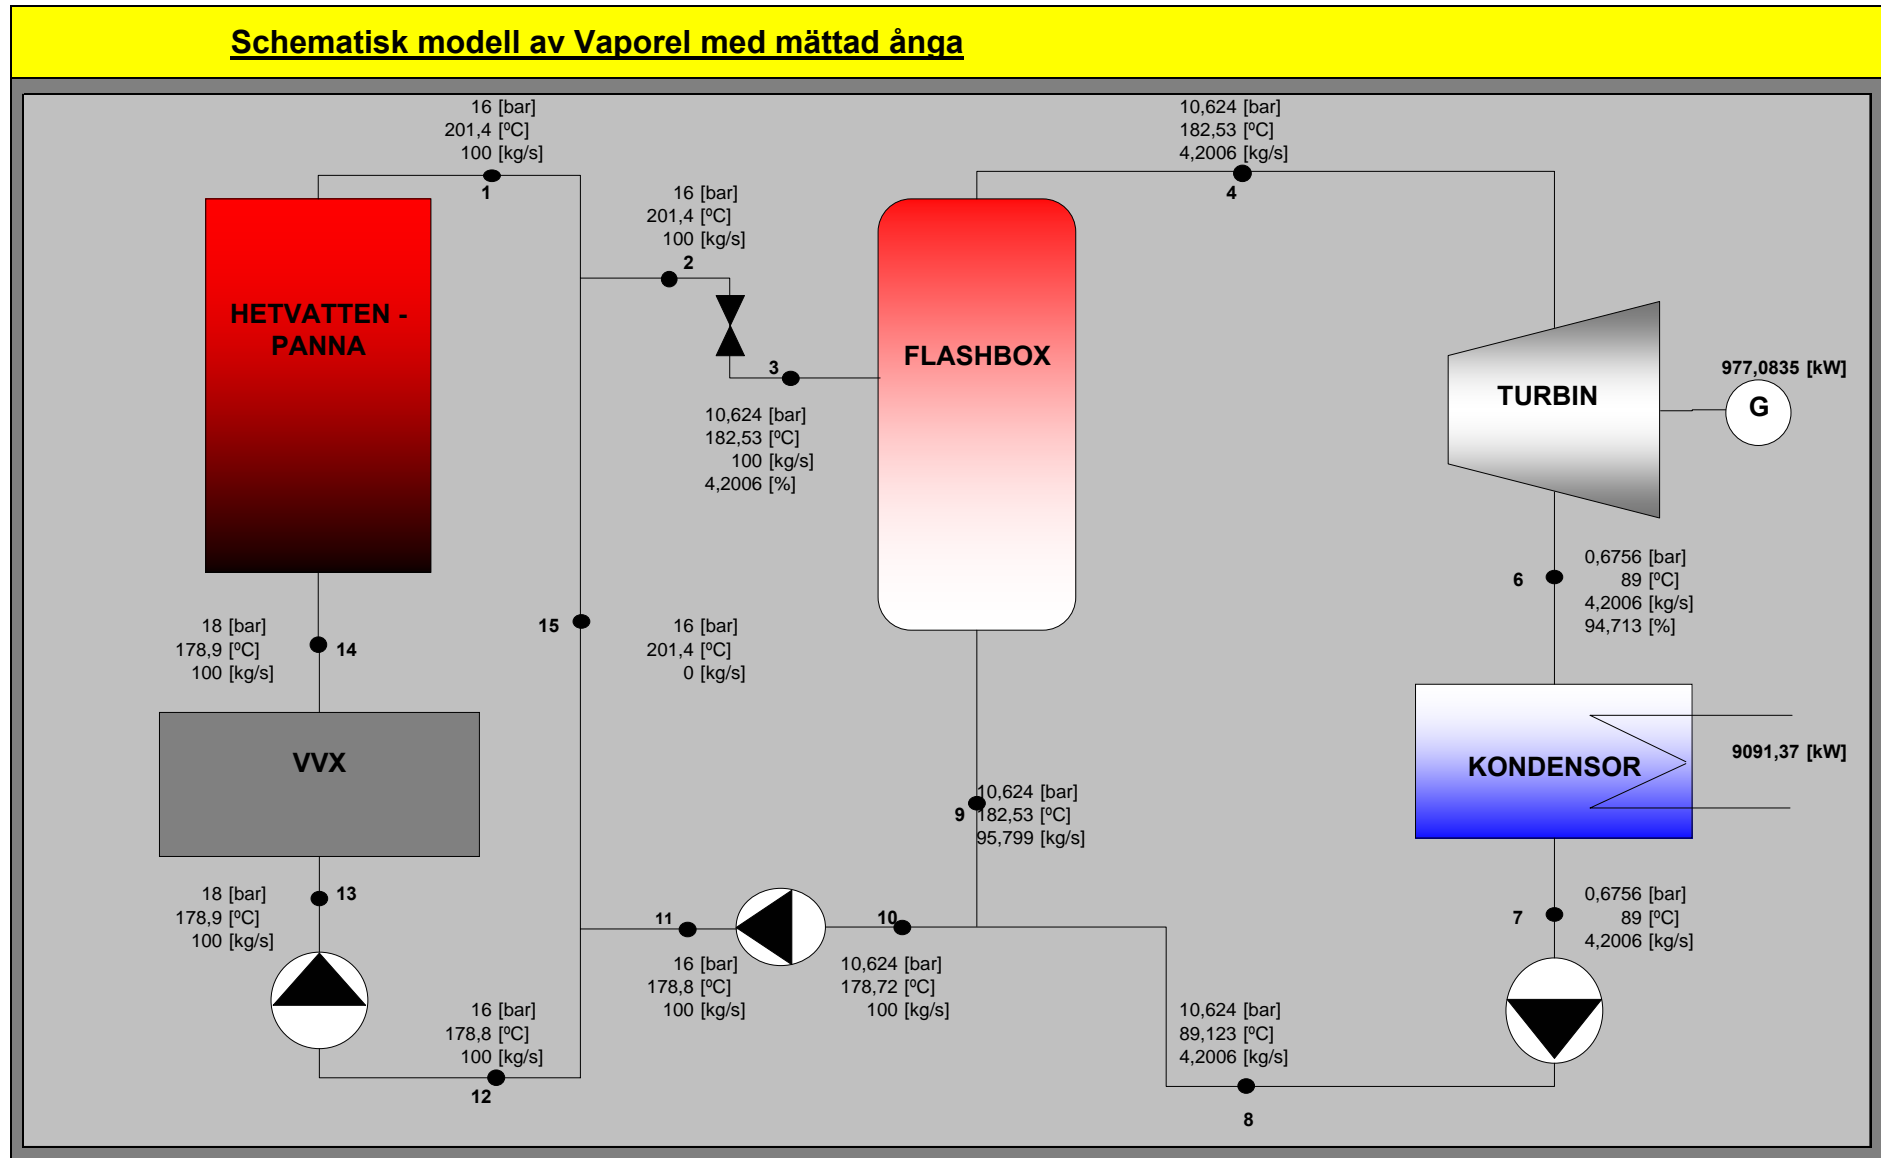 Schematisk modell av Vaporel med mättad ånga
16 [bar]
201,4 [ºC]
100 [kg/s]
1
10,624 [bar]
182,53 [ºC]
4,2006 [kg/s]
4
16 [bar]
201,4 [ºC]
100 [kg/s]
2
HETVATTEN -
PANNA
FLASHBOX
3
10,624 [bar]
182,53 [ºC]
100 [kg/s]
4,2006 [%]
TURBIN
977,0835 [kW]
G
6
0,6756 [bar]
89 [ºC]
4,2006 [kg/s]
94,713 [%]
18 [bar]
178,9 [ºC]
100 [kg/s]
14
15
16 [bar]
201,4 [ºC]
0 [kg/s]
VVX
KONDENSOR
9091,37 [kW]
9
10,624 [bar]
182,53 [ºC]
95,799 [kg/s]
18 [bar]
178,9 [ºC]
100 [kg/s]
13
11
16 [bar]
178,8 [ºC]
100 [kg/s]
10
10,624 [bar]
178,72 [ºC]
100 [kg/s]
7
0,6756 [bar]
89 [ºC]
4,2006 [kg/s]
16 [bar]
178,8 [ºC]
100 [kg/s]
12
10,624 [bar]
89,123 [ºC]
4,2006 [kg/s]
8